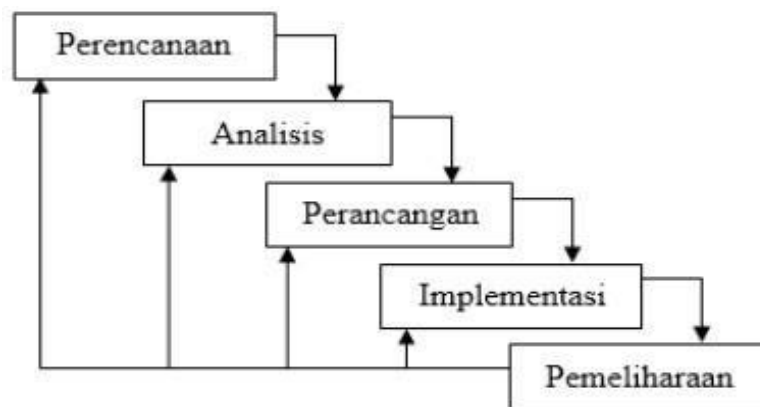 Perencanaan
Analisis
Perancangan
Implementasi
Pemeliharaan